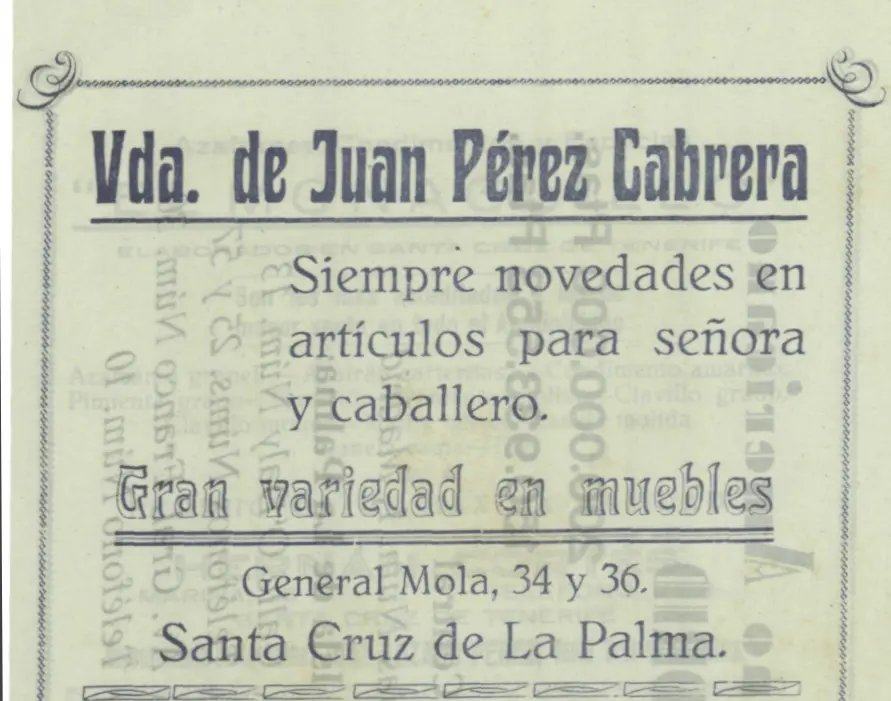 Vda. de Juan Pérez Cabrera
Siempre novedades en
artículos para señora
y caballero.
Gran variedad en muebles
General Mola, 34 y 36.
Santa Cruz de La Palma.